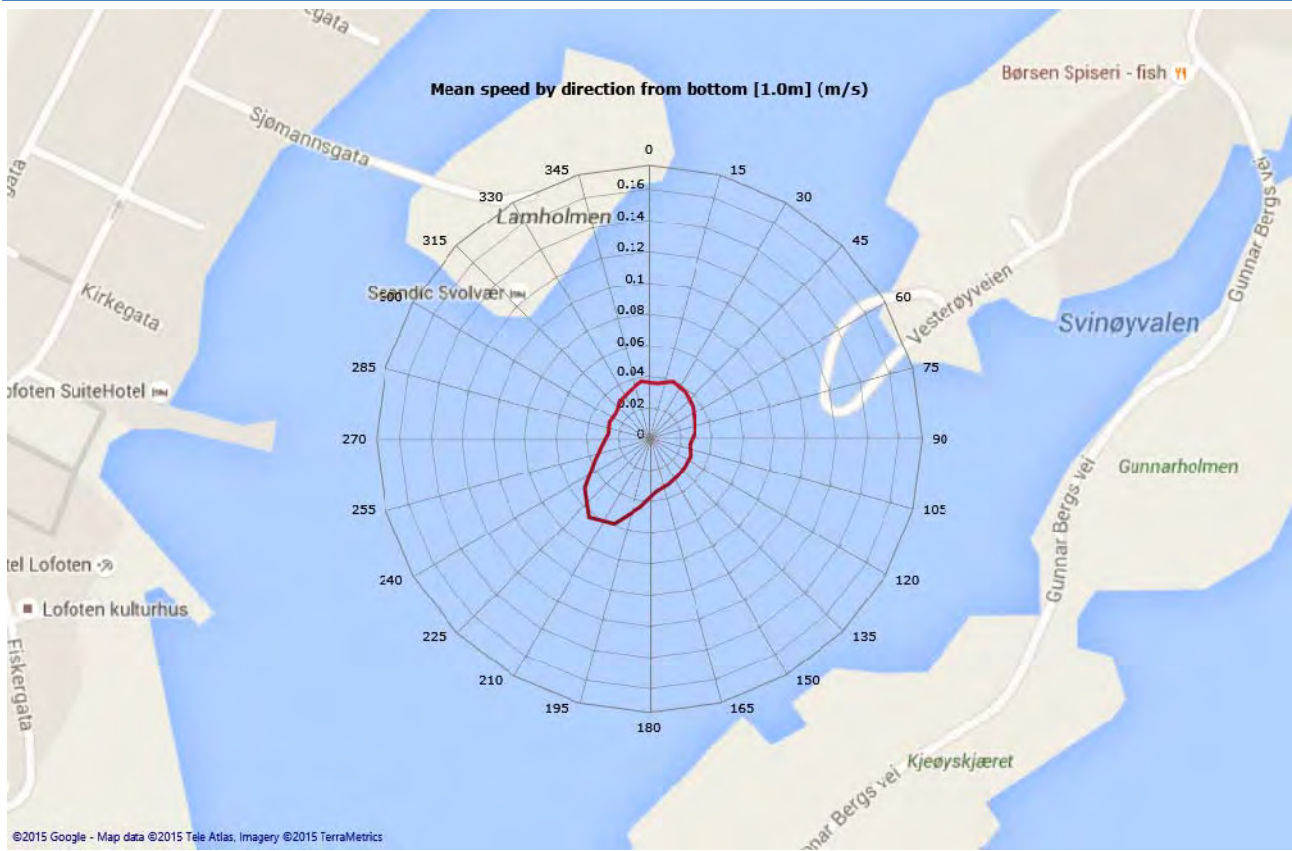 gata
Børsen Spiseri - fish
Mean speed by direction from bottom [1.0m] (m/s)
Sjømannsgata
gata
0
345
15
330
30
0.16
Lamholmen
0.14
315
45
0.12
Gunnar Bergs vei
Kirkegata
Scandic Svolvær
300
0.1
60
Vesterøyveien
Svinøyvalen
0.08
285
0.06
75
ofoten SuiteHotel
0.04
0.02
270
0
90
Gunnarholmen
255
105
Gunnar Bergs vei
tel Lofoten
240
120
Lofoten kulturhus
225
135
Fiskergata
210
150
195
165
180
Kjeøyskjæret
nnar Bergs vei
©2015 Google - Map data ©2015 Tele Atlas, Imagery ©2015 TerraMetrics